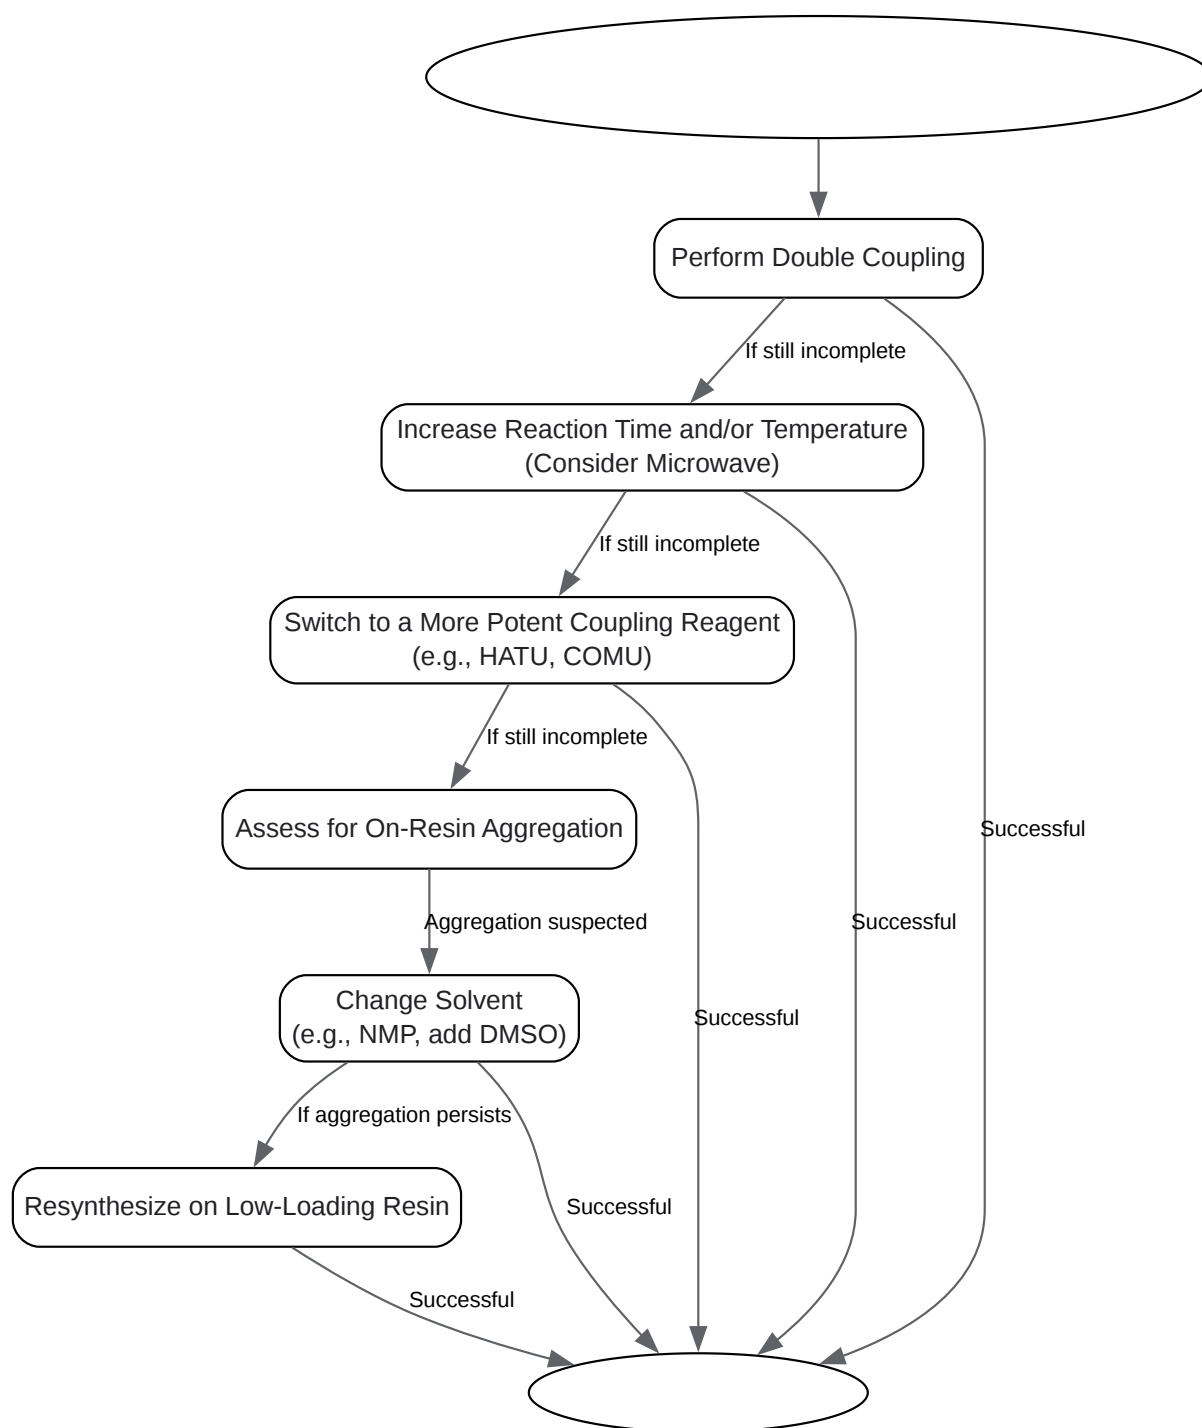 Perform Double Coupling
If still incomplete
Increase Reaction Time and/or Temperature
(Consider Microwave)
If still incomplete
Switch to a More Potent Coupling Reagent
(e.g., HATU, COMU)
If still incomplete
Assess for On-Resin Aggregation
Successful
Aggregation suspected
Successful
Change Solvent
(e.g., NMP, add DMSO)
Successful
If aggregation persists
Resynthesize on Low-Loading Resin
Successful
Successful